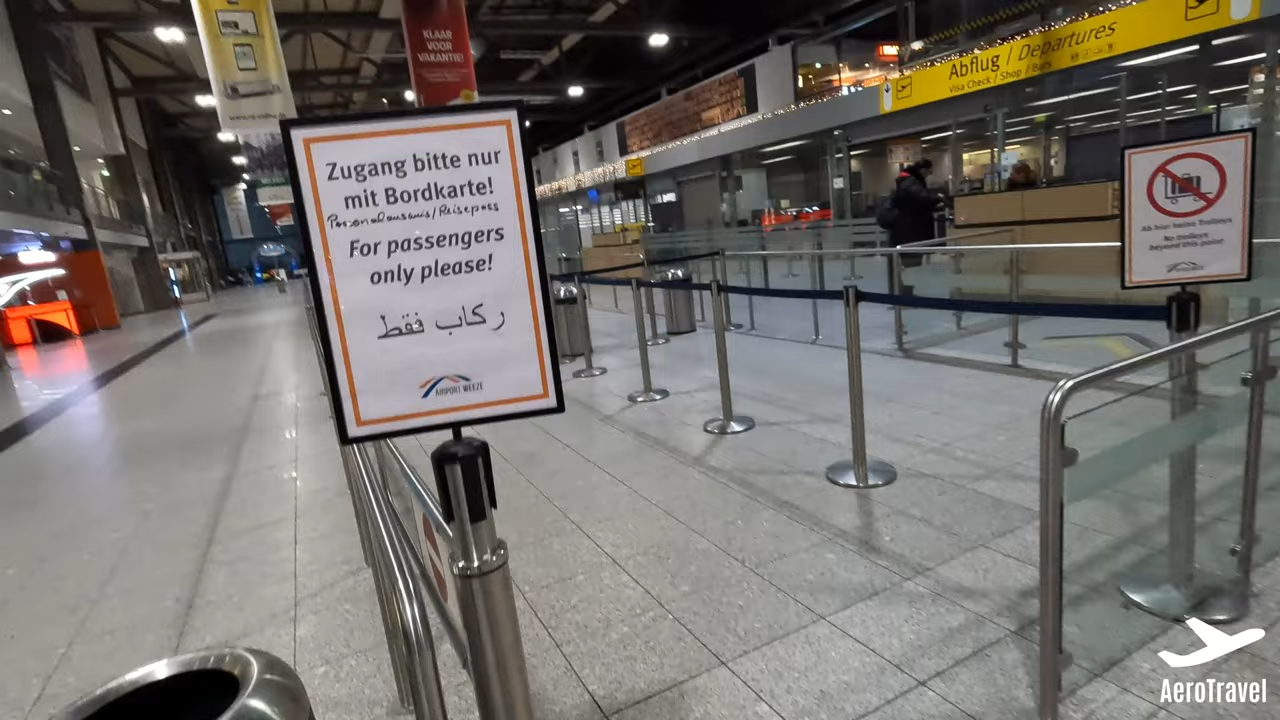 KLAAR
VOOR
VAKANTIE!
Zugang bitte nur
mit Bordkarte!
Personalausweis/Reisepass
For passengers
only please!
ركاب فقط
AIRPORT WEEZE
Abflug / Departures
Visa Check / Shop / Bars
Ab hier keine Trolleys
No trolleys
beyond this point
AeroTravel